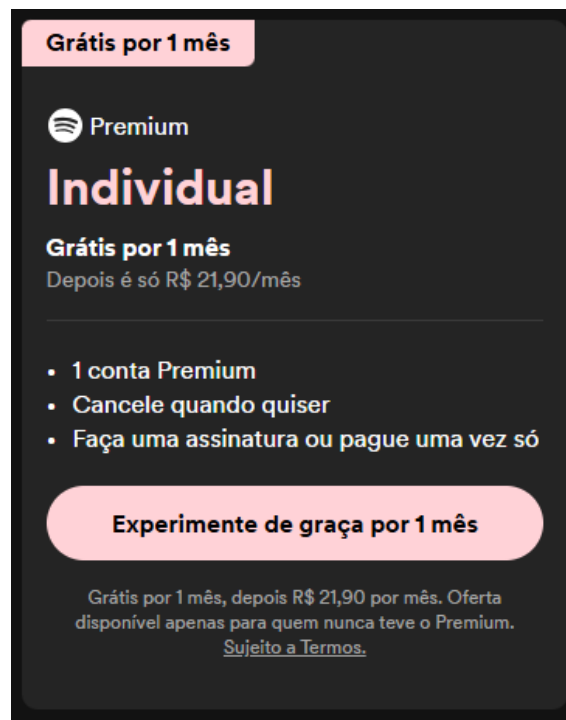 Grátis por 1 mês
Premium
Individual
Grátis por 1 mês
Depois é só R$ 21,90/mês
• 1 conta Premium
• Cancele quando quiser
• Faça uma assinatura ou pague uma vez só
Experimente de graça por 1 mês
Grátis por 1 mês, depois R$ 21,90 por mês. Oferta
disponível apenas para quem nunca teve o Premium.
Sujeito a Termos.